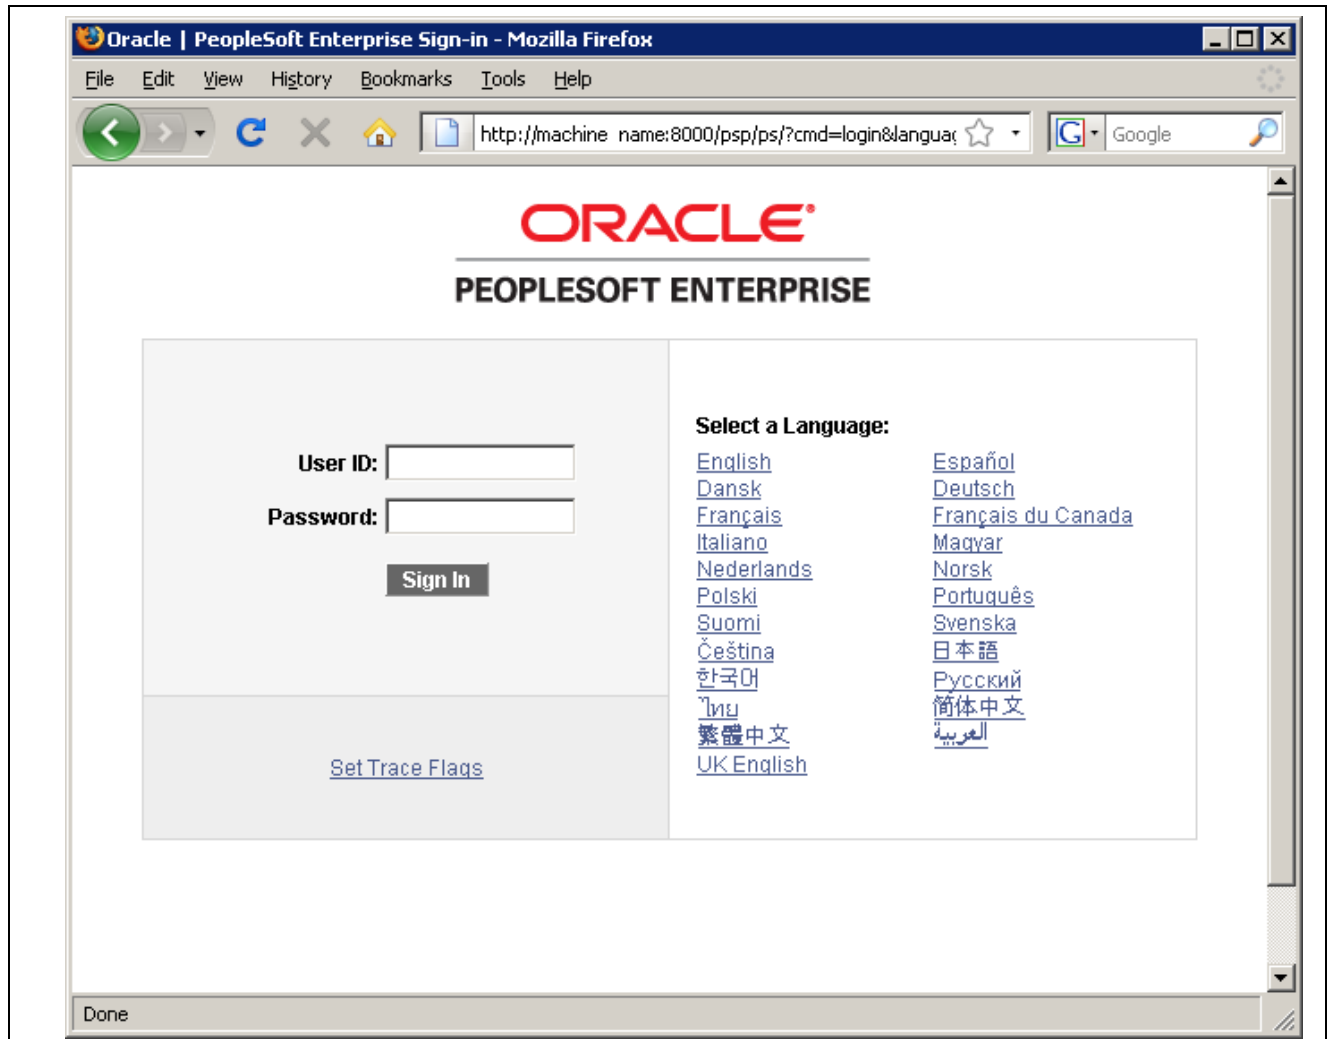 Oracle | PeopleSoft Enterprise Sign-in - Mozilla Firefox
File Edit View History Bookmarks Tools Help
http://machine name:8000/psp/ps/?cmd=login&languag Google
ORACLE
PEOPLESOFT ENTERPRISE
Select a Language:
User ID:
Password:
Sign In
Set Trace Flags
English Español
Dansk Deutsch
Français Français du Canada
Italiano Magyar
Nederlands Norsk
Polski Português
Suomi Svenska
Čeština 日本語
한국어 Русский
ไทย 简体中文
繁體中文 العربية
UK English
Done